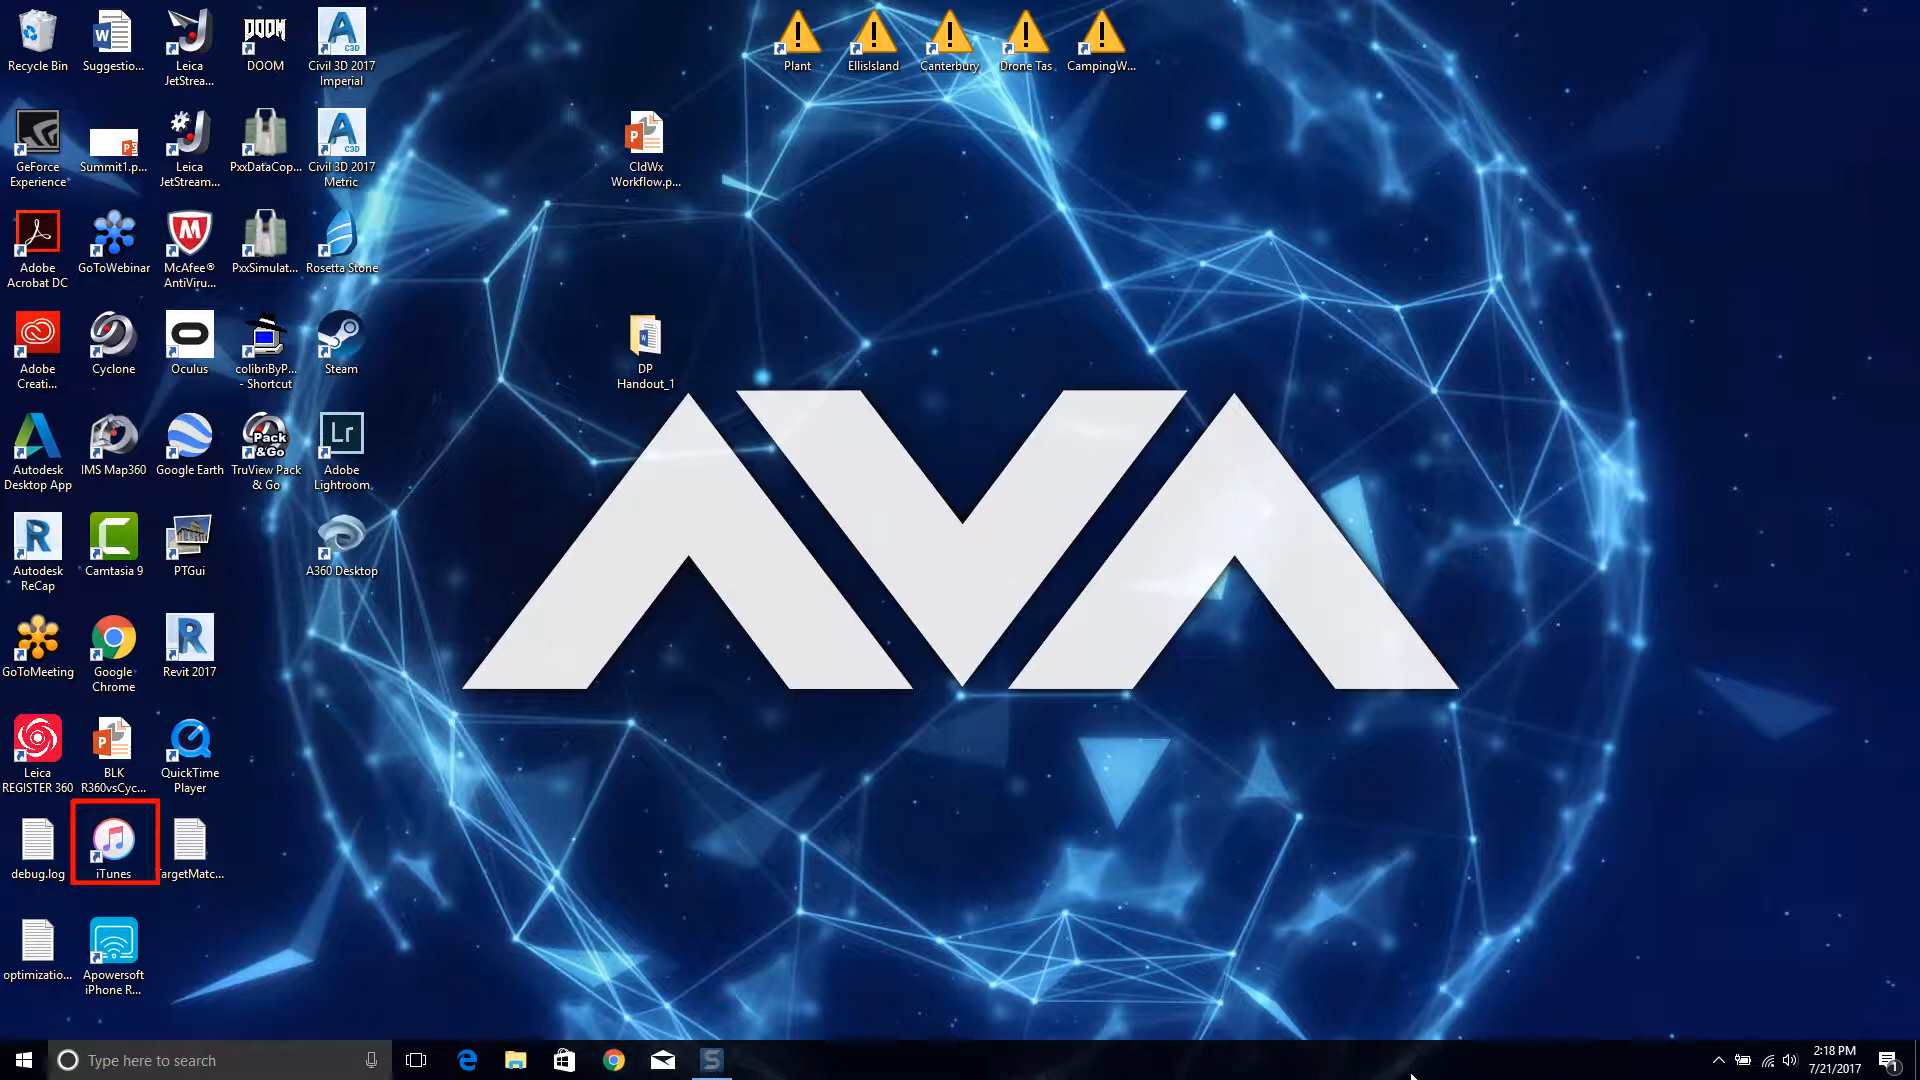 Recycle Bin
Suggestio...
Leica
JetStrea...
DOOM
DOOM
Civil 3D 2017
Imperial
Plant
EllisIsland
Canterbury
Drone Tas
CampingW...
GeForce
Experience
Summit1.p...
Leica
JetStream...
PxxDataCop...
Civil 3D 2017
Metric
CldWx
Workflow.p...
Adobe
Acrobat DC
GoToWebinar
McAfee®
AntiViru...
PxxSimulat...
Rosetta Stone
Adobe
Creati...
Cyclone
Oculus
colibriByP...
- Shortcut
Steam
DP
Handout_1
Autodesk
Desktop App
IMS Map360
Google Earth
Pack
&Go
TruView Pack
& Go
Lr
Adobe
Lightroom
AVA
Autodesk
ReCap
Camtasia 9
PTGui
A360 Desktop
GoToMeeting
Google
Chrome
Revit 2017
Leica
REGISTER 360
BLK
R360vsCyc...
QuickTime
Player
debug.log
iTunes
TargetMatc...
optimizatio...
Apowersoft
iPhone R...
Type here to search
2:18 PM
7/21/2017
1